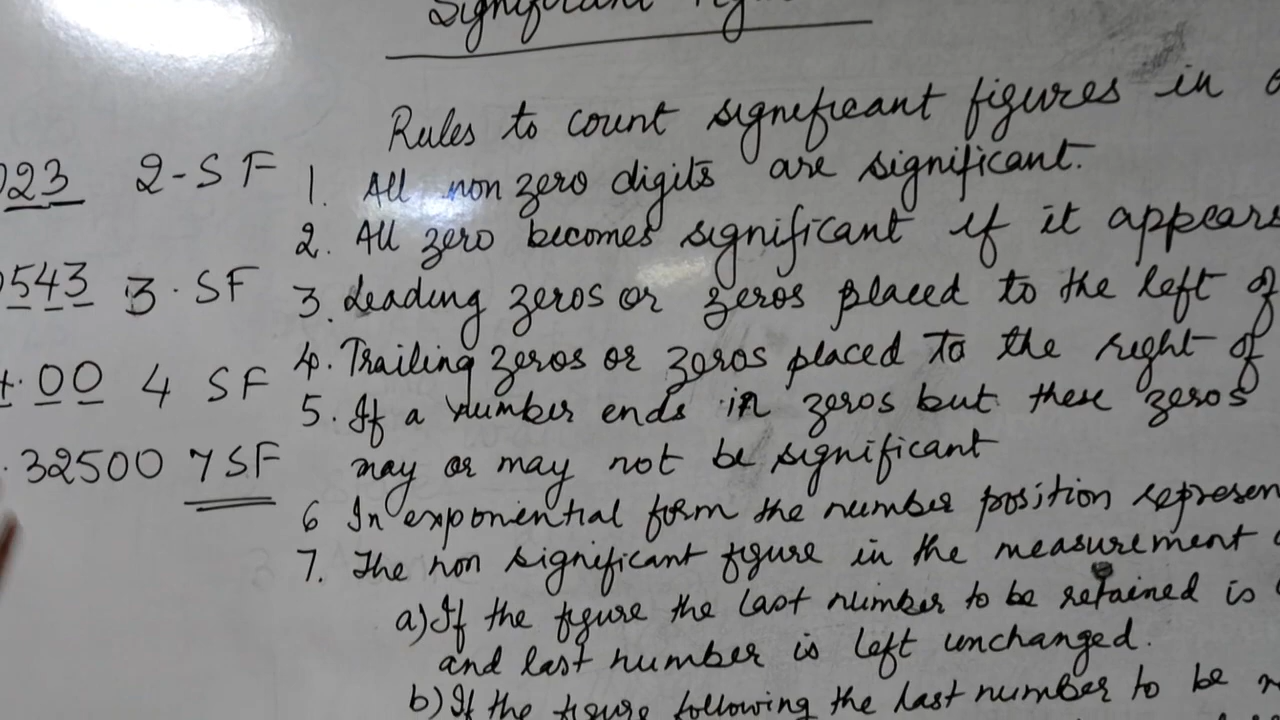 Significant Figu
Rules to count significant figures in a
23 2-SF
1. All non zero digits are significant.
2. All zero becomes significant if it appears
543 3. SF
3. Leading zeros or zeros placed to the left of
4. Trailing zeros or zeros placed to the right of
.00 4 SF
5. If a number ends in zeros but these zeros
may or may not be significant
.32500 7 SF
6 In exponential form the number position represen
7. The non significant figure in the measurement
a) If the figure the last number to be retained is
and last number is left unchanged.
b) If the figure following the last number to be